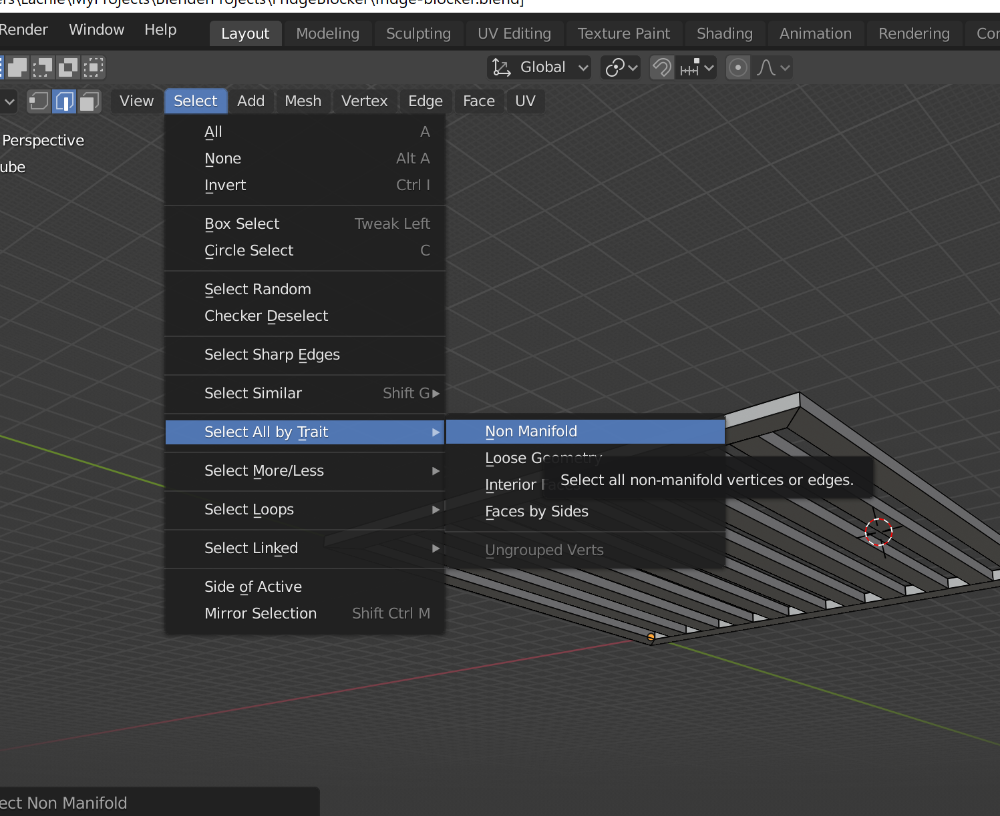 \Lachie\MyProjects\BlenderProjects\FridgeBlocker\fridge-blocker.blend]
Render Window Help Layout Modeling Sculpting UV Editing Texture Paint Shading Animation Rendering
Global
View Select Add Mesh Vertex Edge Face UV
Perspective
ube
All A
None Alt A
Invert Ctrl I
Box Select Tweak Left
Circle Select C
Select Random
Checker Deselect
Select Sharp Edges
Select Similar Shift G
Select All by Trait
Non Manifold
Loose Geometry
Select all non-manifold vertices or edges.
Interior Faces
Faces by Sides
Ungrouped Verts
Select More/Less
Select Loops
Select Linked
Side of Active
Mirror Selection Shift Ctrl M
ect Non Manifold